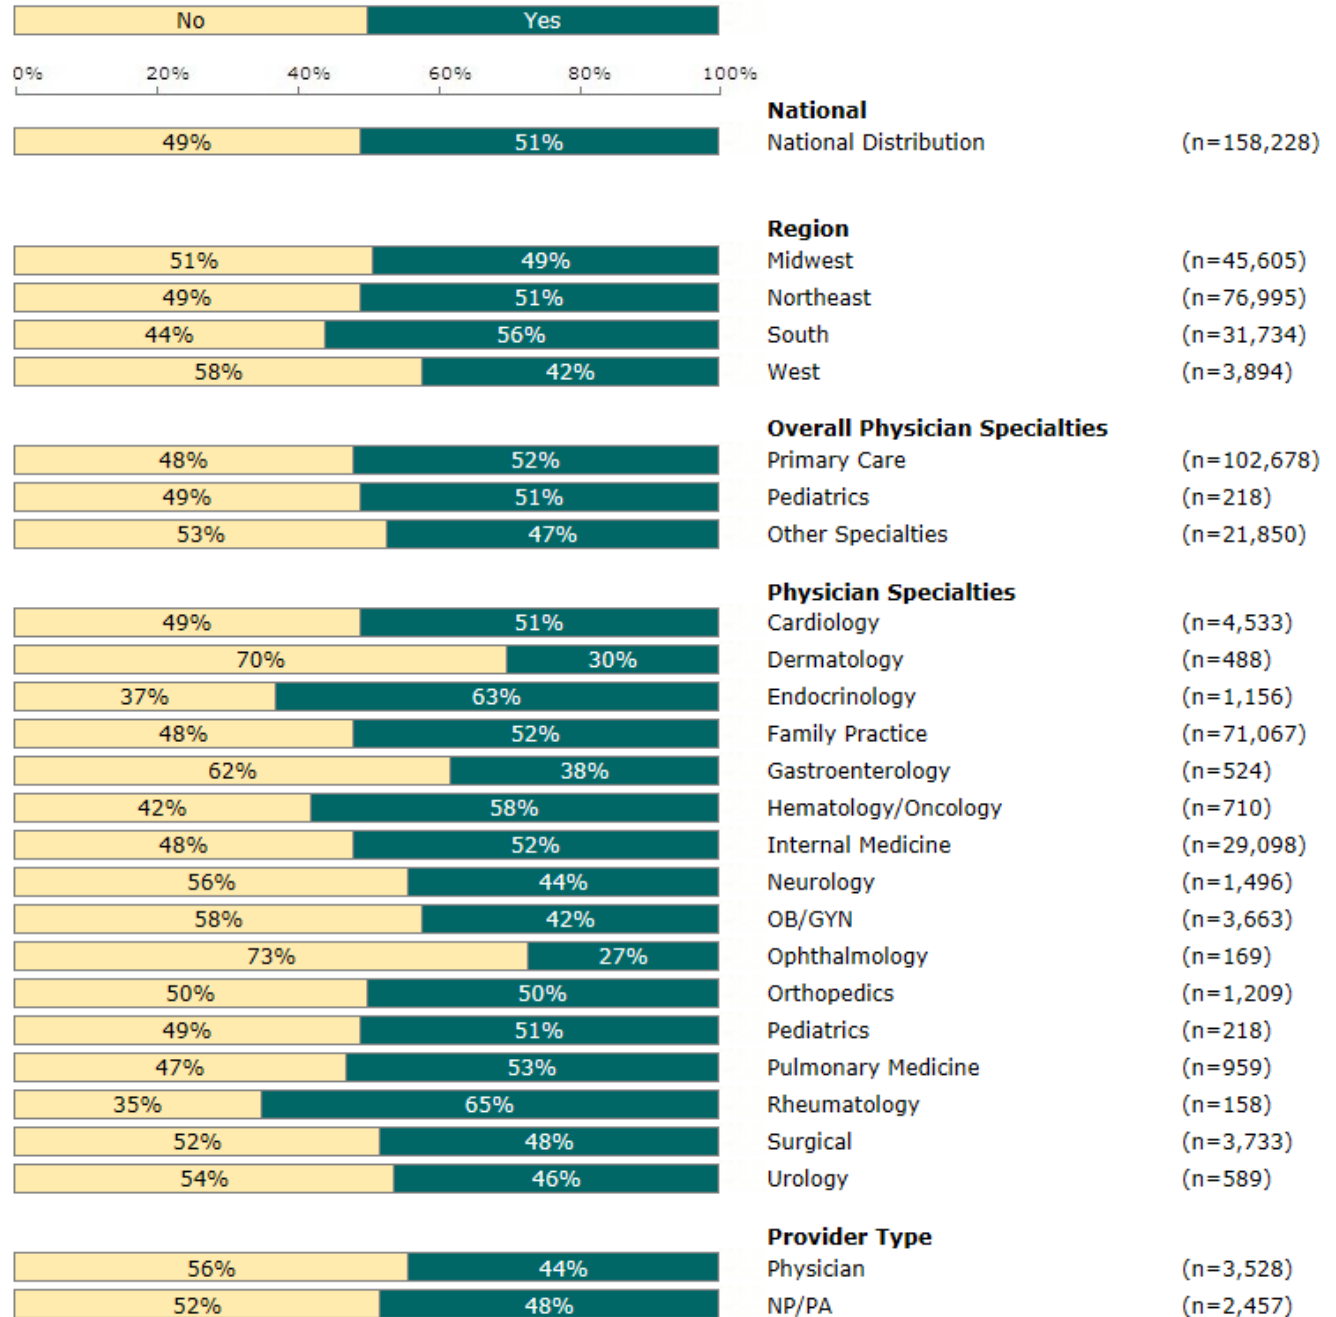 No Yes
0% 20% 40% 60% 80% 100%
National
49% 51% National Distribution (n=158,228)
Region
51% 49% Midwest (n=45,605)
49% 51% Northeast (n=76,995)
44% 56% South (n=31,734)
58% 42% West (n=3,894)
Overall Physician Specialties
48% 52% Primary Care (n=102,678)
49% 51% Pediatrics (n=218)
53% 47% Other Specialties (n=21,850)
Physician Specialties
49% 51% Cardiology (n=4,533)
70% 30% Dermatology (n=488)
37% 63% Endocrinology (n=1,156)
48% 52% Family Practice (n=71,067)
62% 38% Gastroenterology (n=524)
42% 58% Hematology/Oncology (n=710)
48% 52% Internal Medicine (n=29,098)
56% 44% Neurology (n=1,496)
58% 42% OB/GYN (n=3,663)
73% 27% Ophthalmology (n=169)
50% 50% Orthopedics (n=1,209)
49% 51% Pediatrics (n=218)
47% 53% Pulmonary Medicine (n=959)
35% 65% Rheumatology (n=158)
52% 48% Surgical (n=3,733)
54% 46% Urology (n=589)
Provider Type
56% 44% Physician (n=3,528)
52% 48% NP/PA (n=2,457)